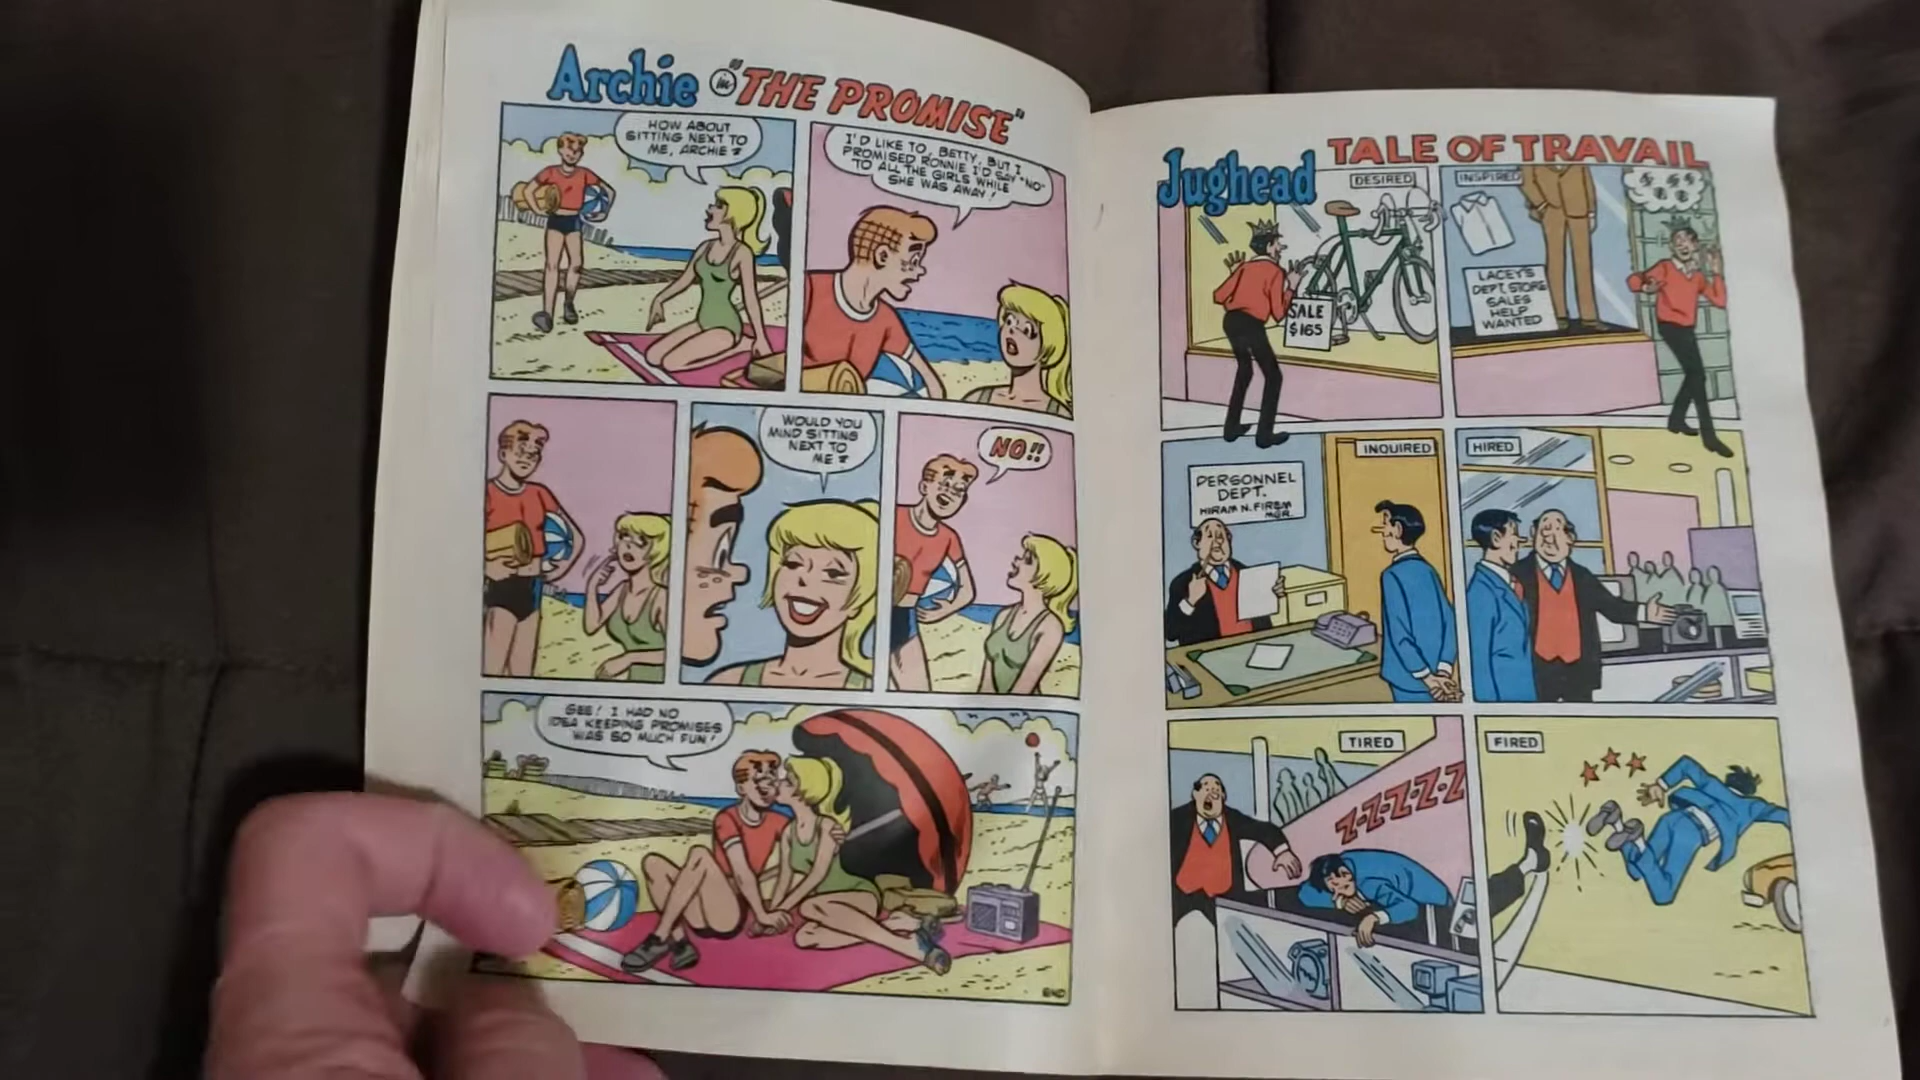 Archie in "THE PROMISE"
HOW ABOUT
SITTING NEXT TO
ME, ARCHIE?
I'D LIKE TO, BETTY, BUT I
PROMISED RONNIE I'D SAY "NO"
TO ALL THE GIRLS WHILE
SHE WAS AWAY!
WOULD YOU
MIND SITTING
NEXT TO
ME?
NO!!
GEE! I HAD NO
IDEA KEEPING PROMISES
WAS SO MUCH FUN!
Jughead TALE OF TRAVAIL
DESIRED
SALE
$165
INSPIRED
LACEY'S
DEPT. STORE
SALES
HELP
WANTED
$ $ $
$ $
INQUIRED
PERSONNEL
DEPT.
HIRAM N. FIREM
MGR.
HIRED
TIRED
Z-Z-Z-Z-Z
FIRED